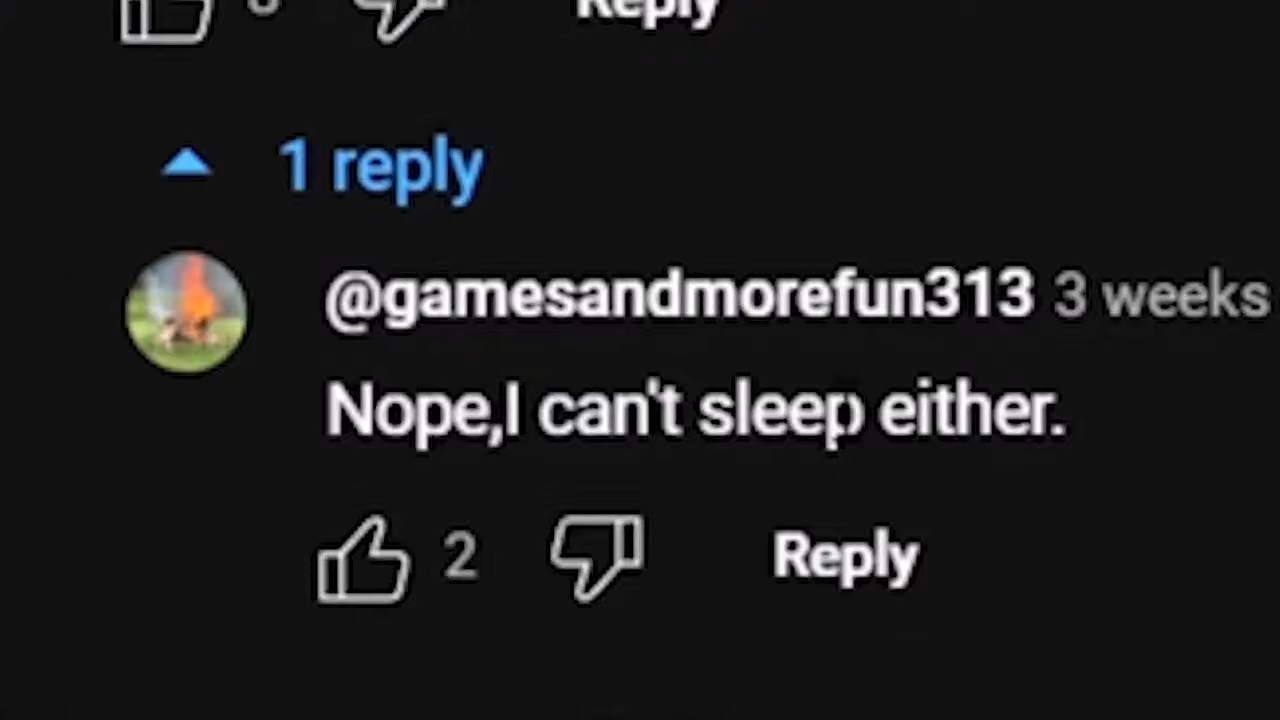 Reply
1 reply
@gamesandmorefun313 3 weeks
Nope,I can't sleep either.
2 Reply